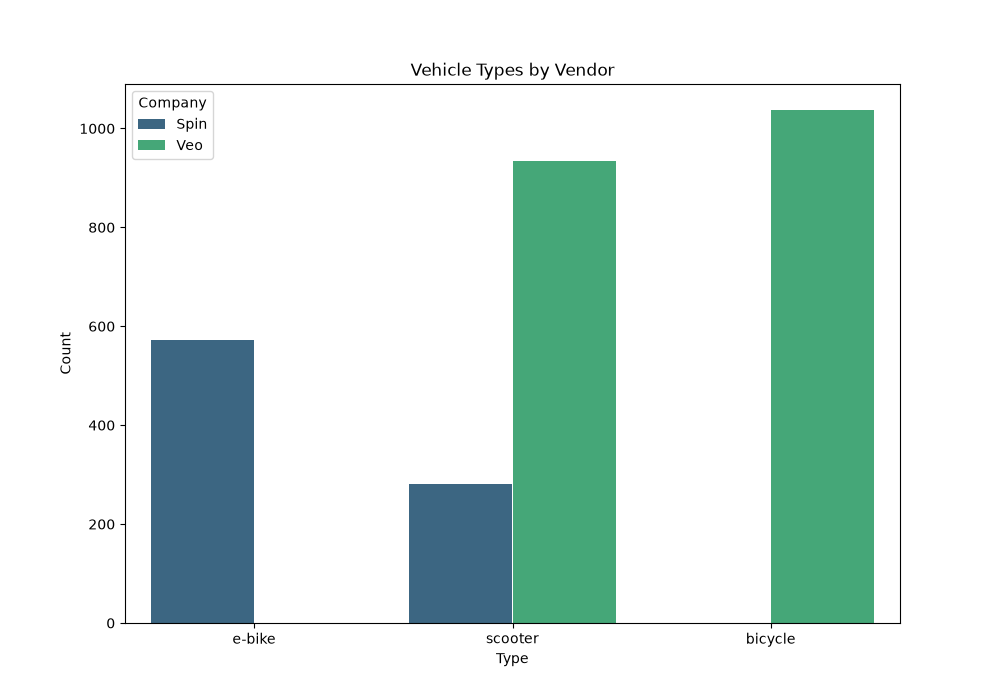 Vehicle Types by Vendor
Company
Spin
Veo
1000
800
600
400
200
0
Count
e-bike
scooter
bicycle
Type